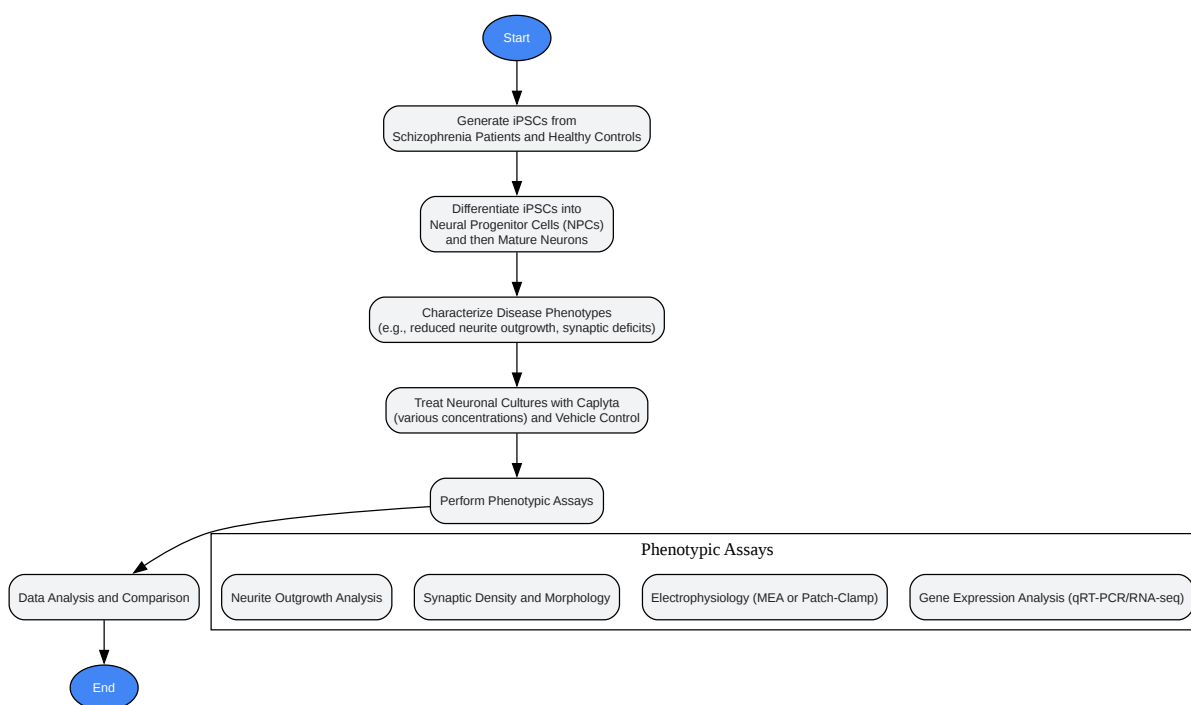 Start
Generate iPSCs from
Schizophrenia Patients and Healthy Controls
Differentiate iPSCs into
Neural Progenitor Cells (NPCs)
and then Mature Neurons
Characterize Disease Phenotypes
(e.g., reduced neurite outgrowth, synaptic deficits)
Treat Neuronal Cultures with Caplyta
(various concentrations) and Vehicle Control
Perform Phenotypic Assays
Phenotypic Assays
Data Analysis and Comparison
Neurite Outgrowth Analysis
Synaptic Density and Morphology
Electrophysiology (MEA or Patch-Clamp)
Gene Expression Analysis (qRT-PCR/RNA-seq)
End